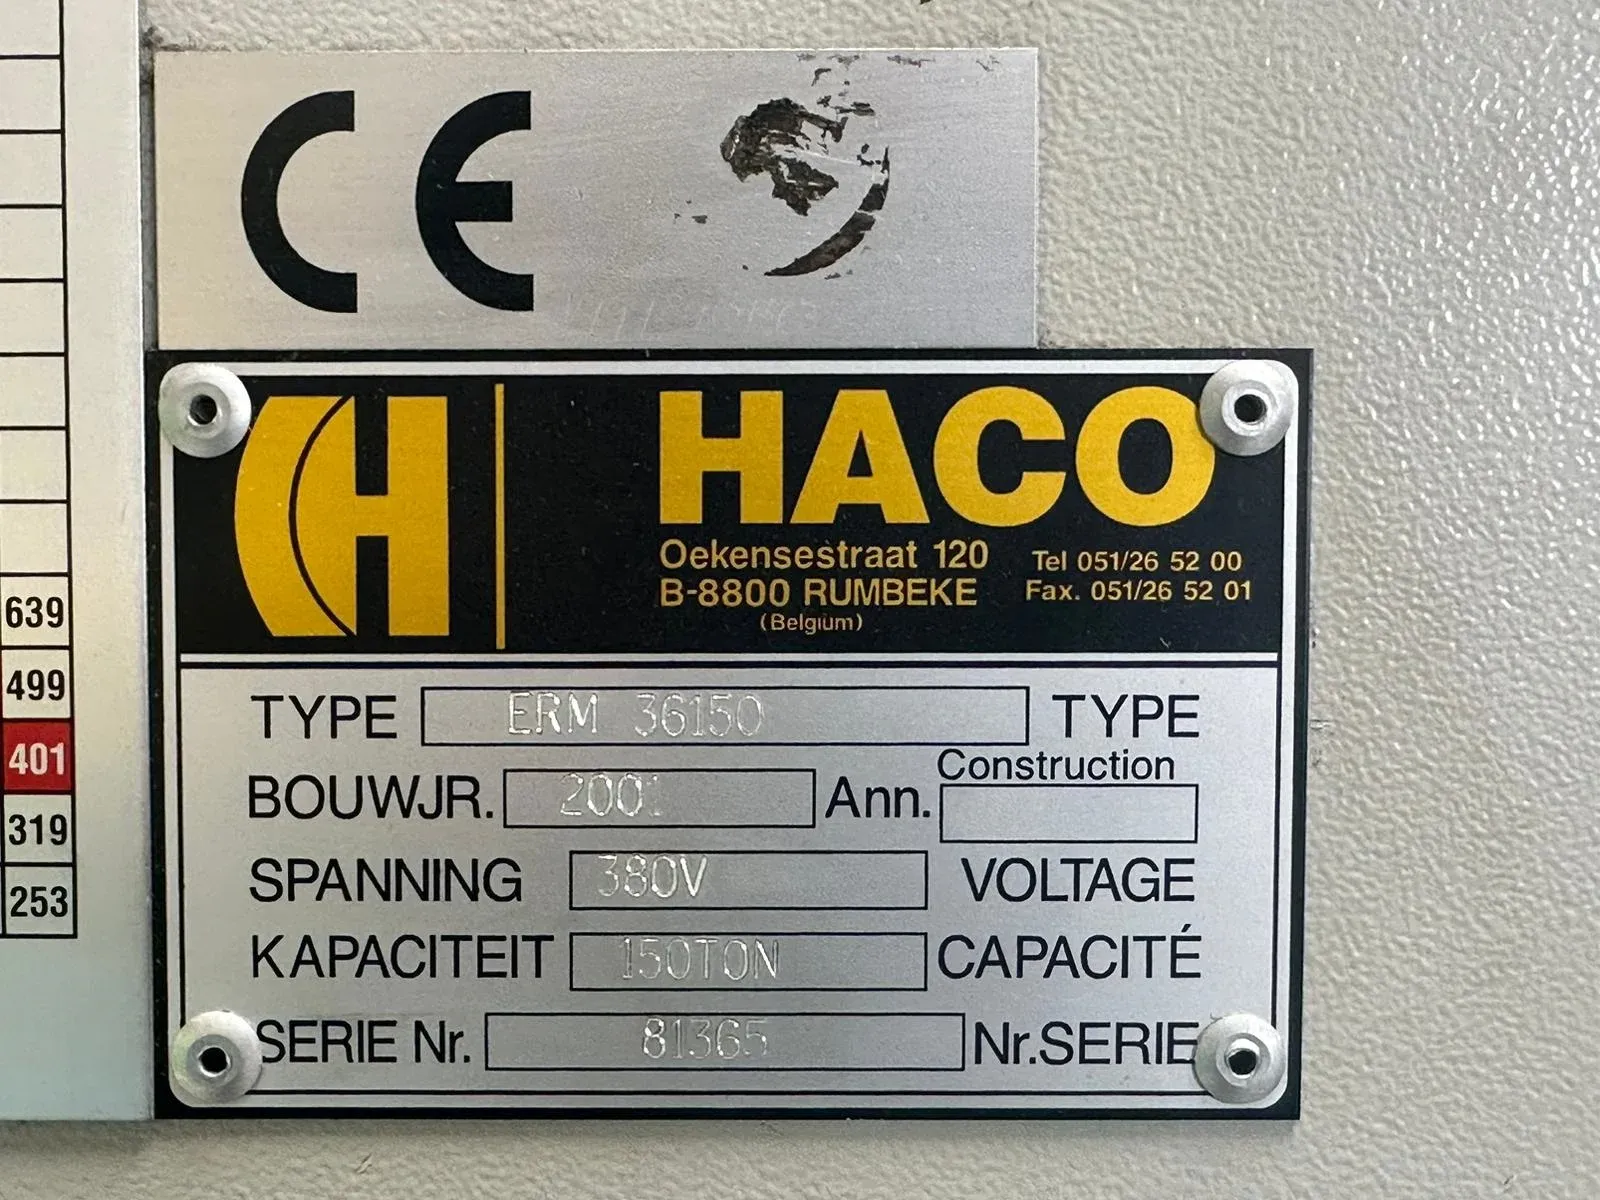 CE
H
HACO
Oekensestraat 120
B-8800 RUMBEKE
(Belgium)
Tel 051/26 52 00
Fax. 051/26 52 01
TYPE ERM 36150 TYPE
Construction
BOUWJR. 2001 Ann.
SPANNING 380V VOLTAGE
KAPACITEIT 150TON CAPACITÉ
SERIE Nr. 81365 Nr.SERIE
639
499
401
319
253